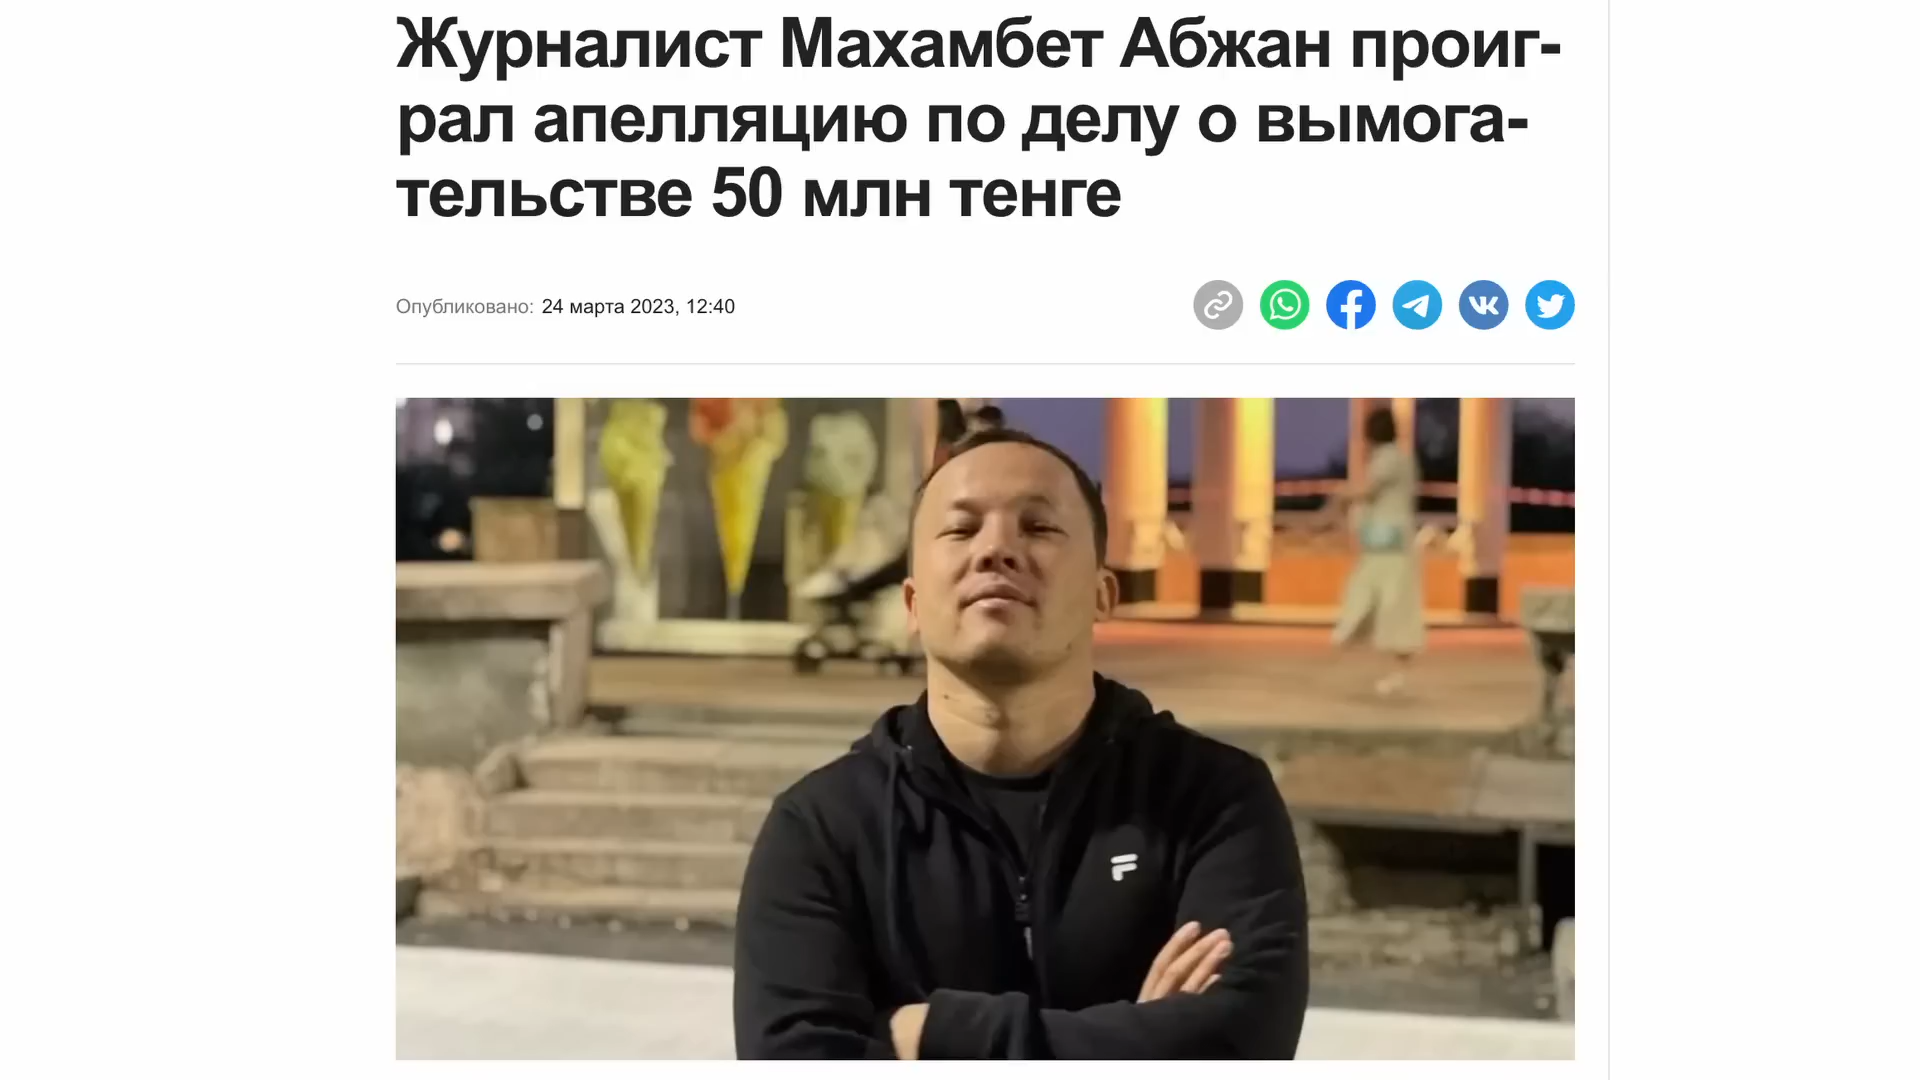 Журналист Махамбет Абжан проиг-
рал апелляцию по делу о вымога-
тельстве 50 млн тенге
Опубликовано: 24 марта 2023, 12:40